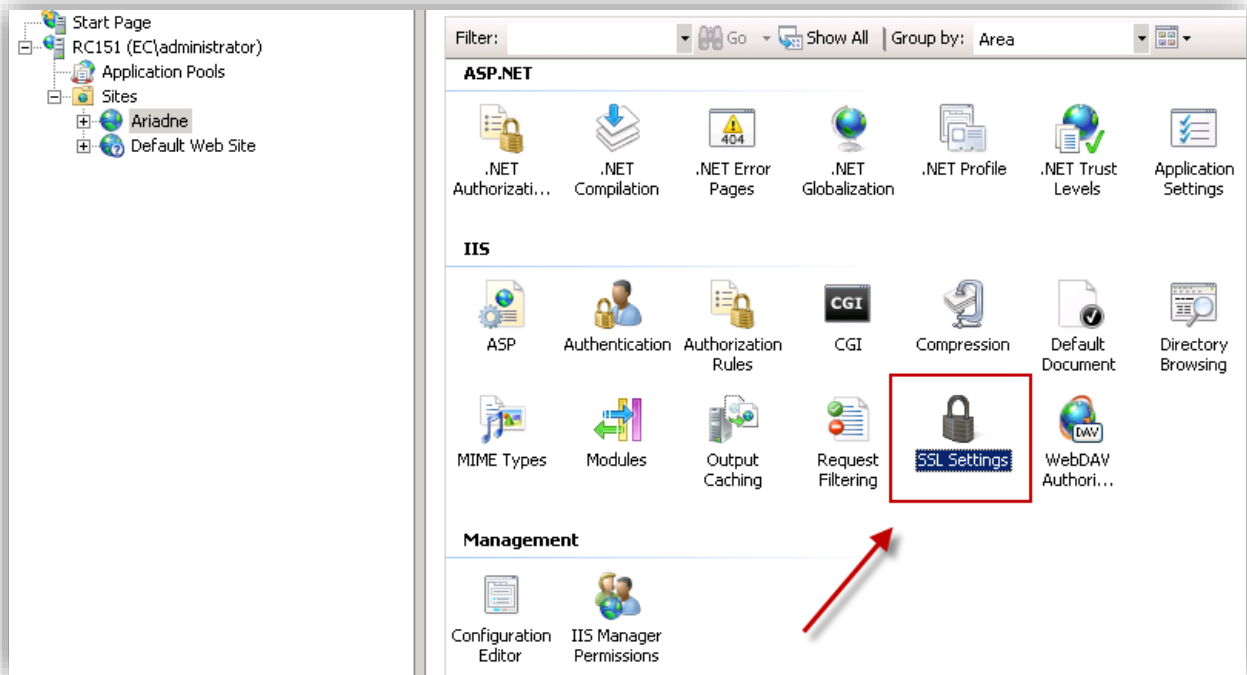 Start Page
RC151 (EC\administrator)
Application Pools
Sites
Ariadne
Default Web Site
Filter: Go Show All Group by: Area
ASP.NET
.NET Authorizati...
.NET Compilation
404
.NET Error Pages
.NET Globalization
.NET Profile
.NET Trust Levels
Application Settings
IIS
ASP
Authentication
Authorization Rules
CGI
CGI
Compression
Default Document
Directory Browsing
MIME Types
Modules
Output Caching
Request Filtering
SSL Settings
DAV
WebDAV Authori...
Management
Configuration Editor
IIS Manager Permissions